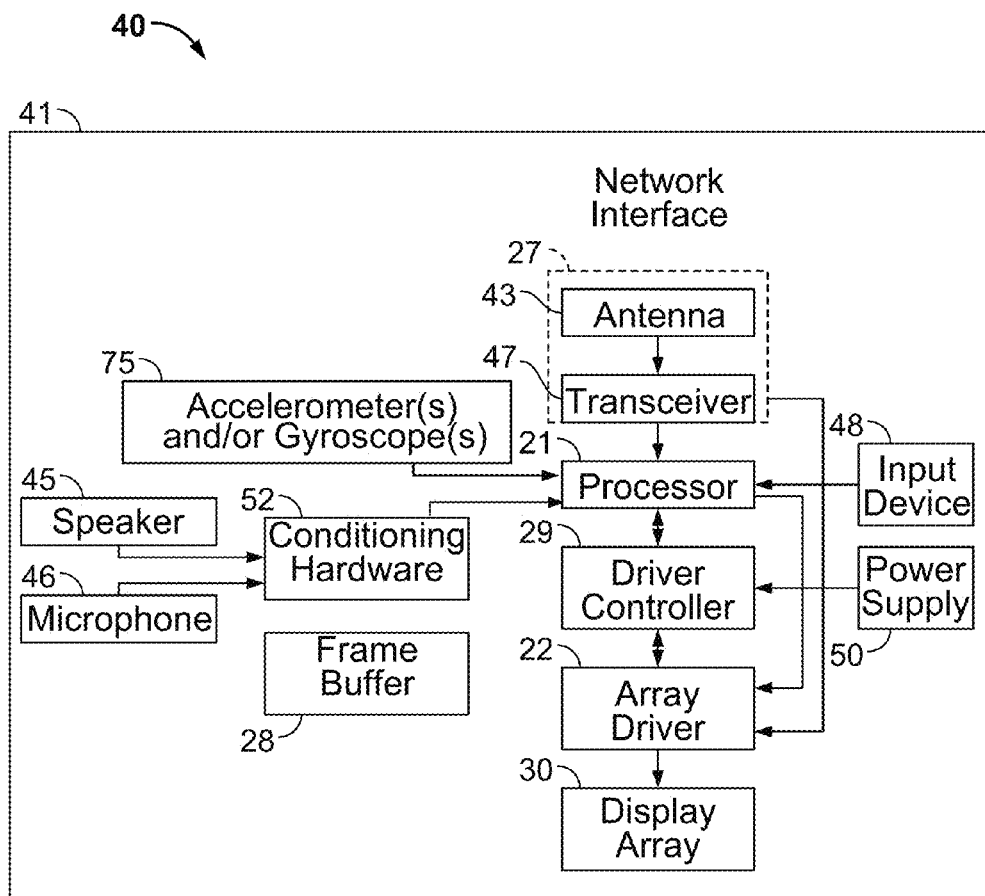 40
41
Network
Interface
27
43
Antenna
47
Transceiver
75
Accelerometer(s)
and/or Gyroscope(s)
21
Processor
48
Input
Device
45
Speaker
52
Conditioning
Hardware
46
Microphone
29
Driver
Controller
Power
Supply
50
Frame
Buffer
28
22
Array
Driver
30
Display
Array